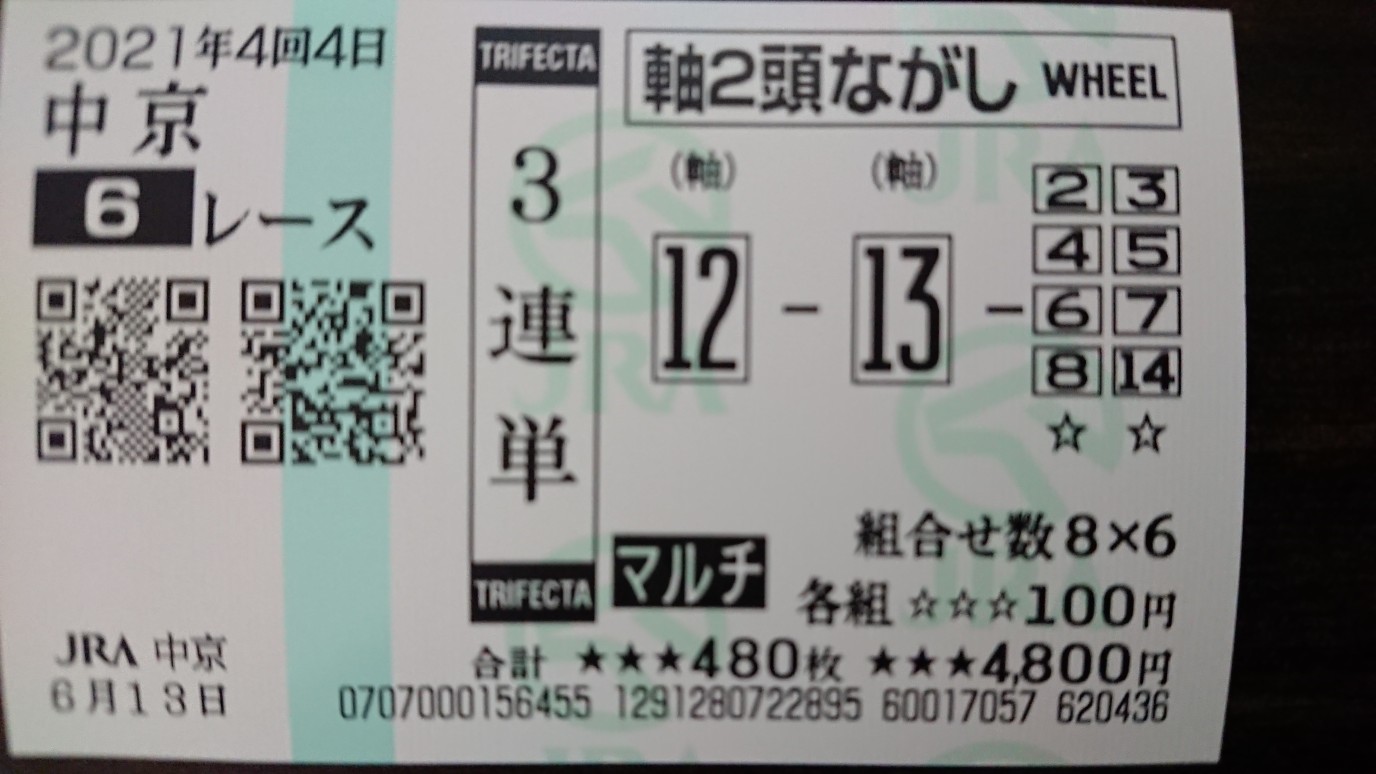 2021年4回4日
中京
6レース
JRA 中京
6月13日
TRIFECTA
3連単
TRIFECTA
軸2頭ながし WHEEL
(軸) (軸)
12 - 13 - 2 3
4 5
6 7
8 14
☆ ☆
マルチ
組合せ数8×6
各組 ☆☆☆100円
合計 ★★★480枚 ★★★4,800円
0707000156455 1291280722895 60017057 620436